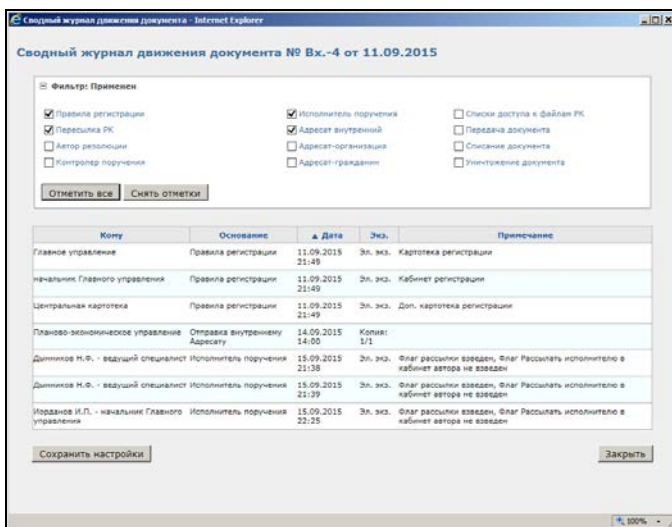 Сводный журнал движения документа - Internet Explorer
Сводный журнал движения документа № Вх.-4 от 11.09.2015
Фильтр: Применен
Правила регистрации Исполнитель поручения Списки доступа к файлам РК
Пересылка РК Адресат внутренний Передача документа
Автор резолюции Адресат-организация Списание документа
Контролер поручения Адресат-гражданин Уничтожение документа
Отметить все Снять отметки
Кому Основание ▲ Дата Экз. Примечание
Главное управление Правила регистрации 11.09.2015 Эл. экз. Картотека регистрации
21:49
начальник Главного управления Правила регистрации 11.09.2015 Эл. экз. Кабинет регистрации
21:49
Центральная картотека Правила регистрации 11.09.2015 Эл. экз. Доп. картотека регистрации
21:49
Планово-экономическое управление Отправка внутреннему 14.09.2015 Копия:
Адресату 14:00 1/1
Дынников Н.Ф. - ведущий специалист Исполнитель поручения 15.09.2015 Эл. экз. Флаг рассылки взведен, Флаг Рассылать исполнителю в
21:38 кабинет автора не взведен
Дынников Н.Ф. - ведущий специалист Исполнитель поручения 15.09.2015 Эл. экз. Флаг рассылки взведен, Флаг Рассылать исполнителю в
21:39 кабинет автора не взведен
Иорданов И.П. - начальник Главного Исполнитель поручения 15.09.2015 Эл. экз. Флаг рассылки взведен, Флаг Рассылать исполнителю в
управления 22:25 кабинет автора не взведен
Сохранить настройки Закрыть
100%